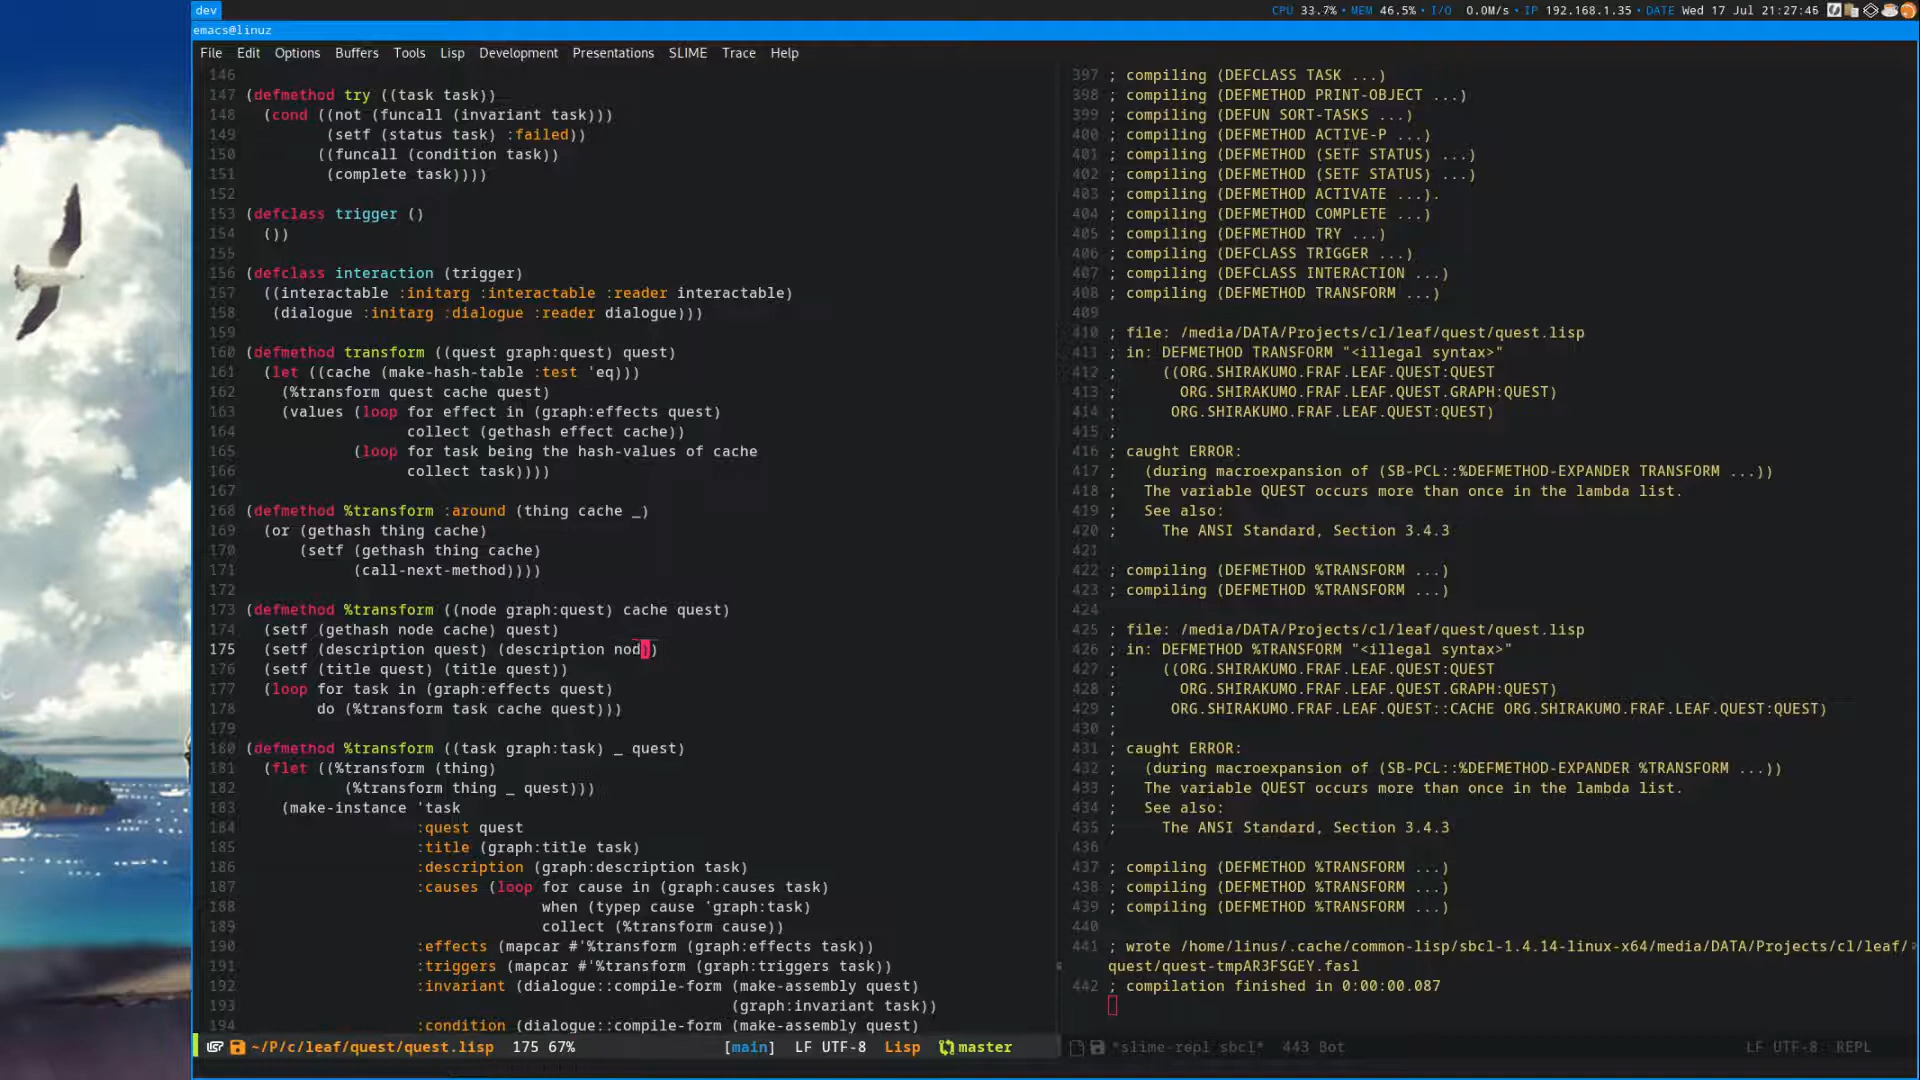 dev
CPU 33.7% • MEM 46.5% • I/O 0.0M/s • IP 192.168.1.35 • DATE Wed 17 Jul 21:27:46
emacs@linuz
File Edit Options Buffers Tools Lisp Development Presentations SLIME Trace Help
146
147 (defmethod try ((task task))
148   (cond ((not (funcall (invariant task)))
149          (setf (status task) :failed))
150         ((funcall (condition task))
151          (complete task))))
152
153 (defclass trigger ()
154   ())
155
156 (defclass interaction (trigger)
157   ((interactable :initarg :interactable :reader interactable)
158    (dialogue :initarg :dialogue :reader dialogue)))
159
160 (defmethod transform ((quest graph:quest) quest)
161   (let ((cache (make-hash-table :test 'eq)))
162     (%transform quest cache quest)
163     (values (loop for effect in (graph:effects quest)
164                   collect (gethash effect cache))
165             (loop for task being the hash-values of cache
166                   collect task))))
167
168 (defmethod %transform :around (thing cache _)
169   (or (gethash thing cache)
170       (setf (gethash thing cache)
171             (call-next-method))))
172
173 (defmethod %transform ((node graph:quest) cache quest)
174   (setf (gethash node cache) quest)
175   (setf (description quest) (description nod))
176   (setf (title quest) (title quest))
177   (loop for task in (graph:effects quest)
178         do (%transform task cache quest)))
179
180 (defmethod %transform ((task graph:task) _ quest)
181   (flet ((%transform (thing)
182            (%transform thing _ quest)))
183     (make-instance 'task
184                    :quest quest
185                    :title (graph:title task)
186                    :description (graph:description task)
187                    :causes (loop for cause in (graph:causes task)
188                                  when (typep cause 'graph:task)
189                                  collect (%transform cause))
190                    :effects (mapcar #'%transform (graph:effects task))
191                    :triggers (mapcar #'%transform (graph:triggers task))
192                    :invariant (dialogue::compile-form (make-assembly quest)
193                                                       (graph:invariant task))
194                    :condition (dialogue::compile-form (make-assembly quest)
~/P/c/leaf/quest/quest.lisp 175 67% [main] LF UTF-8 Lisp master
397 ; compiling (DEFCLASS TASK ...)
398 ; compiling (DEFMETHOD PRINT-OBJECT ...)
399 ; compiling (DEFUN SORT-TASKS ...)
400 ; compiling (DEFMETHOD ACTIVE-P ...)
401 ; compiling (DEFMETHOD (SETF STATUS) ...)
402 ; compiling (DEFMETHOD (SETF STATUS) ...)
403 ; compiling (DEFMETHOD ACTIVATE ...).
404 ; compiling (DEFMETHOD COMPLETE ...)
405 ; compiling (DEFMETHOD TRY ...)
406 ; compiling (DEFCLASS TRIGGER ...)
407 ; compiling (DEFCLASS INTERACTION ...)
408 ; compiling (DEFMETHOD TRANSFORM ...)
409
410 ; file: /media/DATA/Projects/cl/leaf/quest/quest.lisp
411 ; in: DEFMETHOD TRANSFORM "<illegal syntax>"
412 ;     ((ORG.SHIRAKUMO.FRAF.LEAF.QUEST:QUEST
413 ;       ORG.SHIRAKUMO.FRAF.LEAF.QUEST.GRAPH:QUEST)
414 ;      ORG.SHIRAKUMO.FRAF.LEAF.QUEST:QUEST)
415 ;
416 ; caught ERROR:
417 ;   (during macroexpansion of (SB-PCL::%DEFMETHOD-EXPANDER TRANSFORM ...))
418 ;   The variable QUEST occurs more than once in the lambda list.
419 ;   See also:
420 ;     The ANSI Standard, Section 3.4.3
421
422 ; compiling (DEFMETHOD %TRANSFORM ...)
423 ; compiling (DEFMETHOD %TRANSFORM ...)
424
425 ; file: /media/DATA/Projects/cl/leaf/quest/quest.lisp
426 ; in: DEFMETHOD %TRANSFORM "<illegal syntax>"
427 ;     ((ORG.SHIRAKUMO.FRAF.LEAF.QUEST:QUEST
428 ;       ORG.SHIRAKUMO.FRAF.LEAF.QUEST.GRAPH:QUEST)
429 ;      ORG.SHIRAKUMO.FRAF.LEAF.QUEST::CACHE ORG.SHIRAKUMO.FRAF.LEAF.QUEST:QUEST)
430 ;
431 ; caught ERROR:
432 ;   (during macroexpansion of (SB-PCL::%DEFMETHOD-EXPANDER %TRANSFORM ...))
433 ;   The variable QUEST occurs more than once in the lambda list.
434 ;   See also:
435 ;     The ANSI Standard, Section 3.4.3
436
437 ; compiling (DEFMETHOD %TRANSFORM ...)
438 ; compiling (DEFMETHOD %TRANSFORM ...)
439 ; compiling (DEFMETHOD %TRANSFORM ...)
440
441 ; wrote /home/linus/.cache/common-lisp/sbcl-1.4.14-linux-x64/media/DATA/Projects/cl/leaf/
quest/quest-tmpAR3FSGEY.fasl
442 ; compilation finished in 0:00:00.087
*slime-repl sbcl* 443 Bot LF UTF-8 REPL